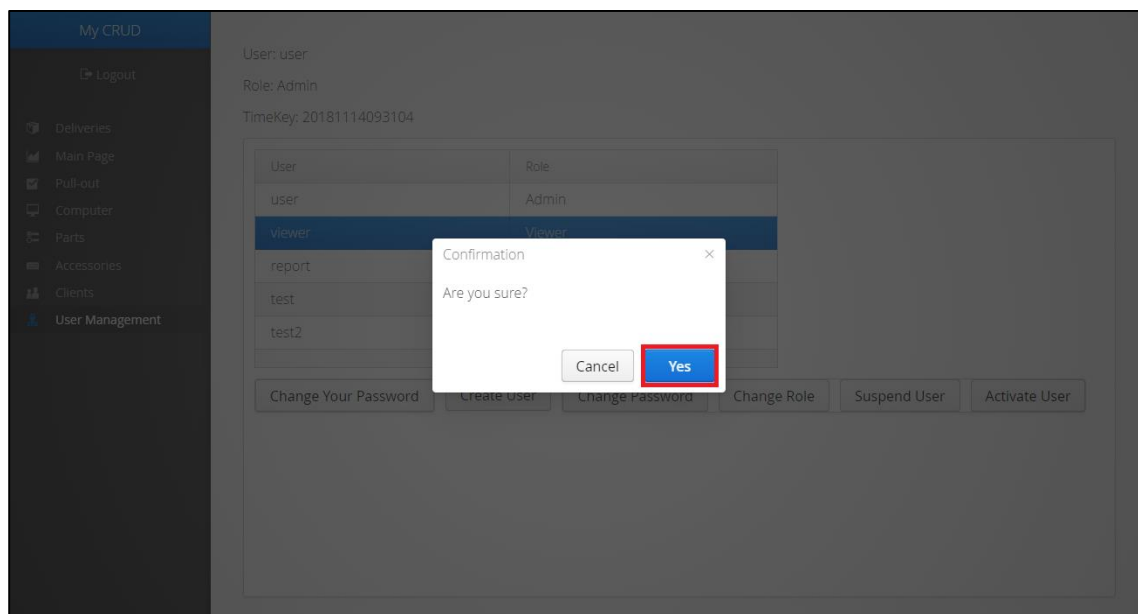 My CRUD
Logout
Deliveries
Main Page
Pull-out
Computer
Parts
Accessories
Clients
User Management
User: user
Role: Admin
TimeKey: 20181114093104
User Role
user Admin
viewer Viewer
report
test
test2
Confirmation ×
Are you sure?
Cancel Yes
Change Your Password Create User Change Password Change Role Suspend User Activate User